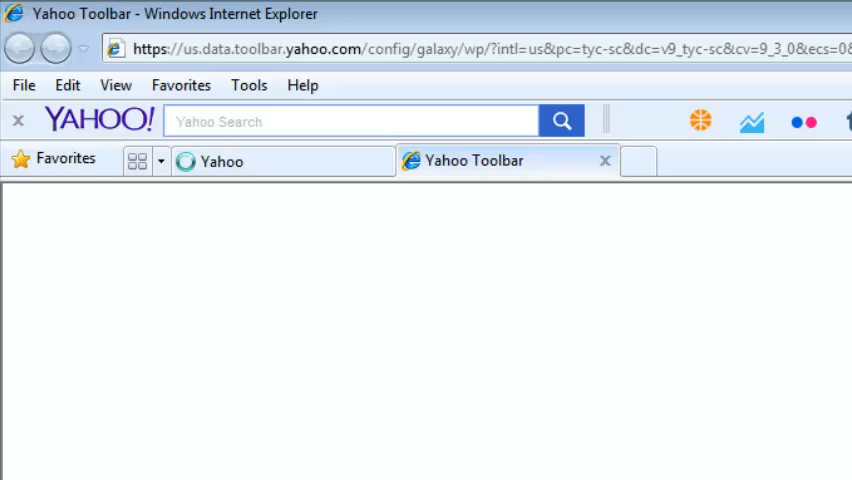 Yahoo Toolbar - Windows Internet Explorer
https://us.data.toolbar.yahoo.com/config/galaxy/wp/?intl=us&pc=tyc-sc&dc=v9_tyc-sc&cv=9_3_0&ecs=0&
File Edit View Favorites Tools Help
YAHOO! Yahoo Search
Favorites Yahoo Yahoo Toolbar